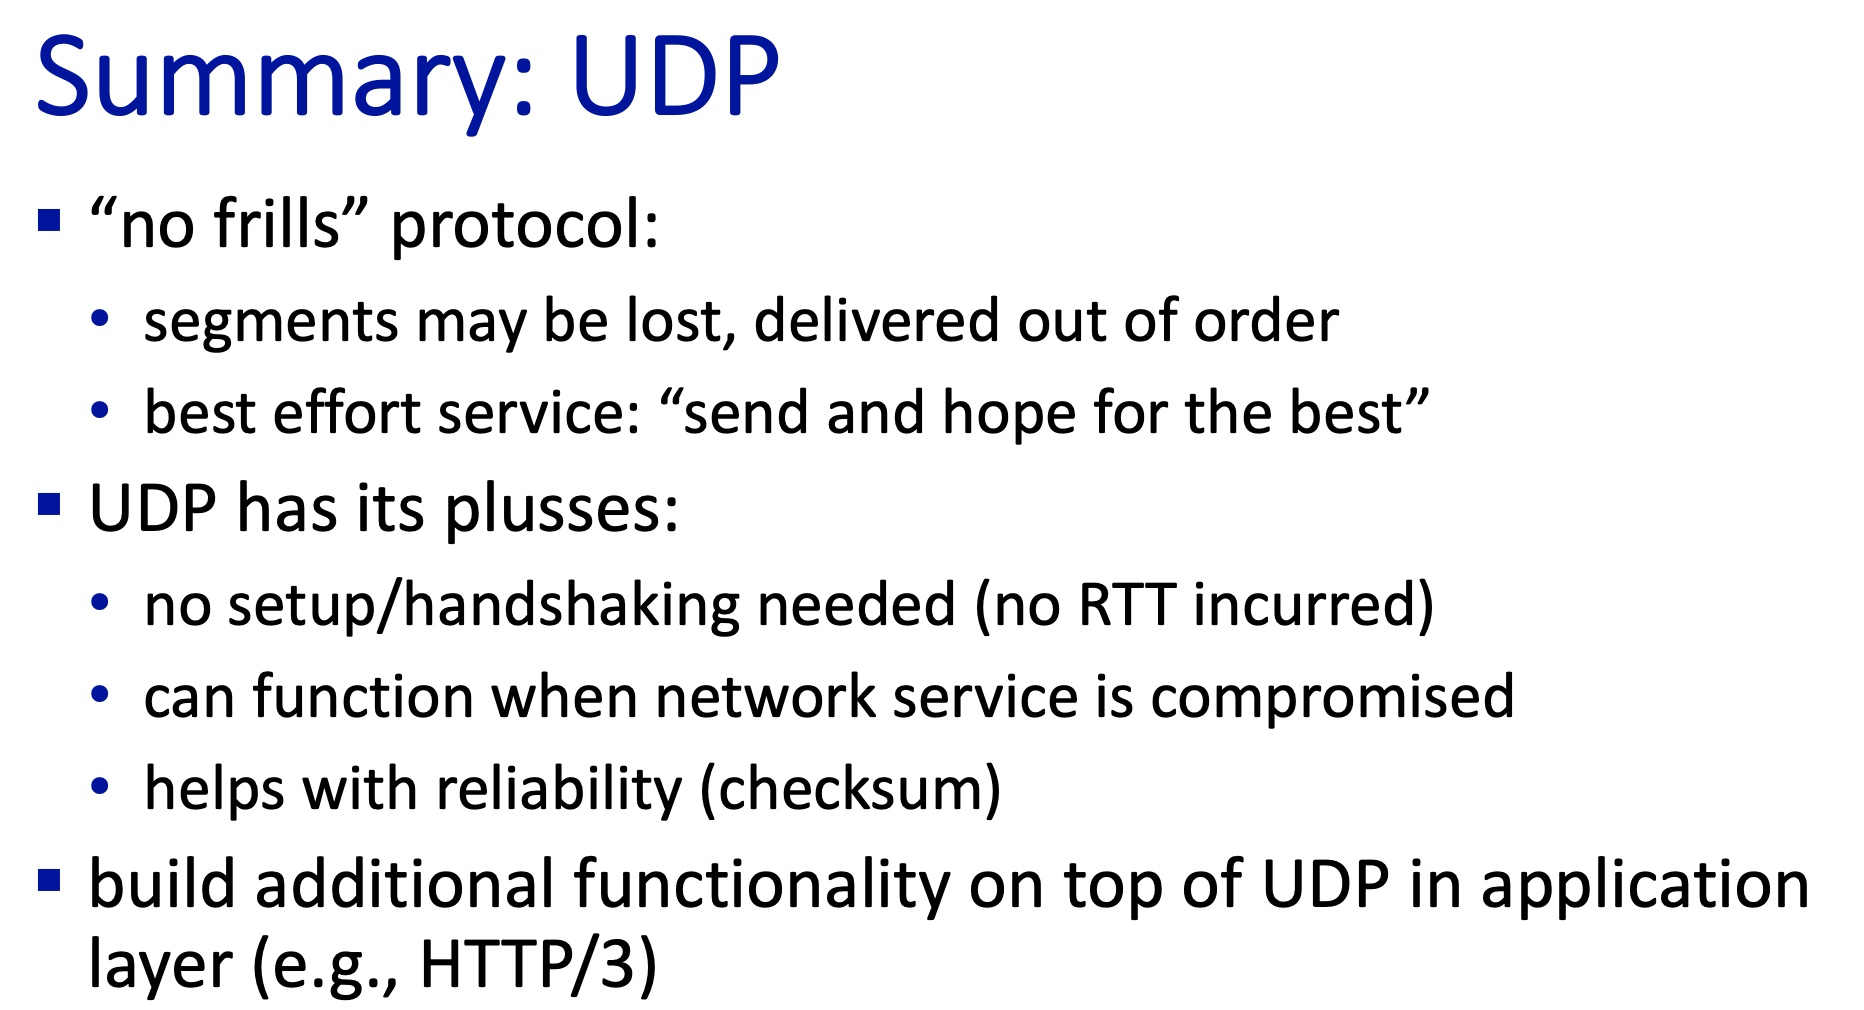 Summary: UDP
▪ “no frills” protocol:
• segments may be lost, delivered out of order
• best effort service: “send and hope for the best”
▪ UDP has its plusses:
• no setup/handshaking needed (no RTT incurred)
• can function when network service is compromised
• helps with reliability (checksum)
▪ build additional functionality on top of UDP in application
layer (e.g., HTTP/3)